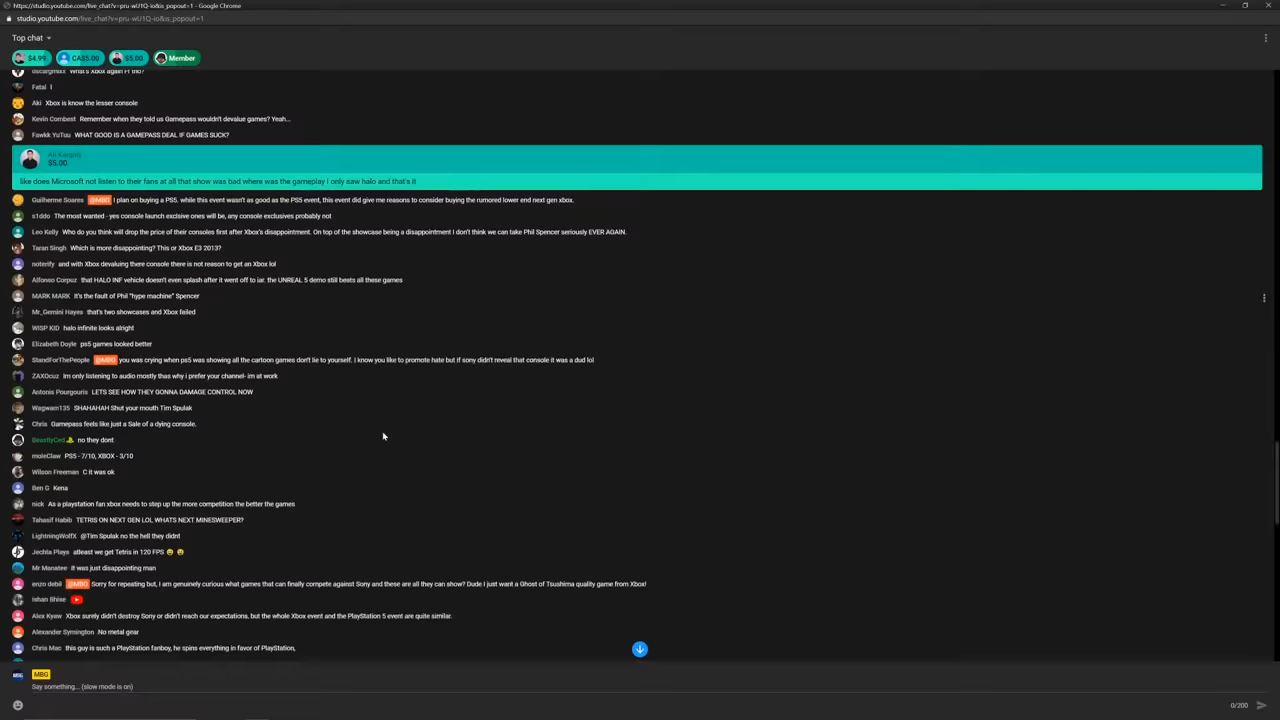 https://studio.youtube.com/live_chat?v=pru-wU1Q-io&is_popout=1 - Google Chrome
studio.youtube.com/live_chat?v=pru-wU1Q-io&is_popout=1
Top chat
$4.99 CA$5.00 $5.00 Member
What's Xbox again Fr tho?
Fatal I
Aki Xbox is know the lesser console
Kevin Combest Remember when they told us Gamepass wouldn't devalue games? Yeah...
Fawkk YuTuu WHAT GOOD IS A GAMEPASS DEAL IF GAMES SUCK?
$5.00
like does Microsoft not listen to their fans at all that show was bad where was the gameplay I only saw halo and that's it
Guilherme Soares @MBG I plan on buying a PS5. while this event wasn't as good as the PS5 event, this event did give me reasons to consider buying the rumored lower end next gen xbox.
s1ddo The most wanted - yes console launch excisive ones will be, any console exclusives probably not
Leo Kelly Who do you think will drop the price of their consoles first after Xbox's disappointment. On top of the showcase being a disappointment I don't think we can take Phil Spencer seriously EVER AGAIN.
Taran Singh Which is more disappointing? This or Xbox E3 2013?
noterify and with Xbox devaluing there console there is not reason to get an Xbox lol
Alfoneo Corpuz that HALO INF vehicle doesn't even splash after it went off to iar. the UNREAL 5 demo still beats all these games
MARK MARK It's the fault of Phil "hype machine" Spencer
Mr_Gemini Hayes that's two showcases and Xbox failed
WISP KID halo infinite looks alright
Elizabeth Doyle ps5 games looked better
StandForThePeople @MBG you was crying when ps5 was showing all the cartoon games don't lie to yourself. I know you like to promote hate but if sony didn't reveal that console it was a dud lol
ZAXOcuz Im only listening to audio mostly thas why i prefer your channel- im at work
Antonis Pourgouris LETS SEE HOW THEY GONNA DAMAGE CONTROL NOW
Wagwam135 SHAHAHAH Shut your mouth Tim Spulak
Chris Gamepass feels like just a Sale of a dying console.
BeastlyCed no they dont
moleClaw PS5 - 7/10, XBOX - 3/10
Wilson Freeman C it was ok
Ben G Kena
nick As a playstation fan xbox needs to step up the more competition the better the games
Tahasif Habib TETRIS ON NEXT GEN LOL WHATS NEXT MINESWEEPER?
LightningWolfX @Tim Spulak no the hell they didnt
Jechta Plays atleast we get Tetris in 120 FPS 😆 😆
Mr Manatee It was just disappointing man
enzo debil @MBG Sorry for repeating but, I am genuinely curious what games that can finally compete against Sony and these are all they can show? Dude I just want a Ghost of Tsushima quality game from Xbox!
Ishan Bhise
Alex Kyew Xbox surely didn't destroy Sony or didn't reach our expectations, but the whole Xbox event and the PlayStation 5 event are quite similar.
Alexander Symington No metal gear
Chris Mac this guy is such a PlayStation fanboy, he spins everything in favor of PlayStation,
MBG
Say something... (slow mode is on)
0/200